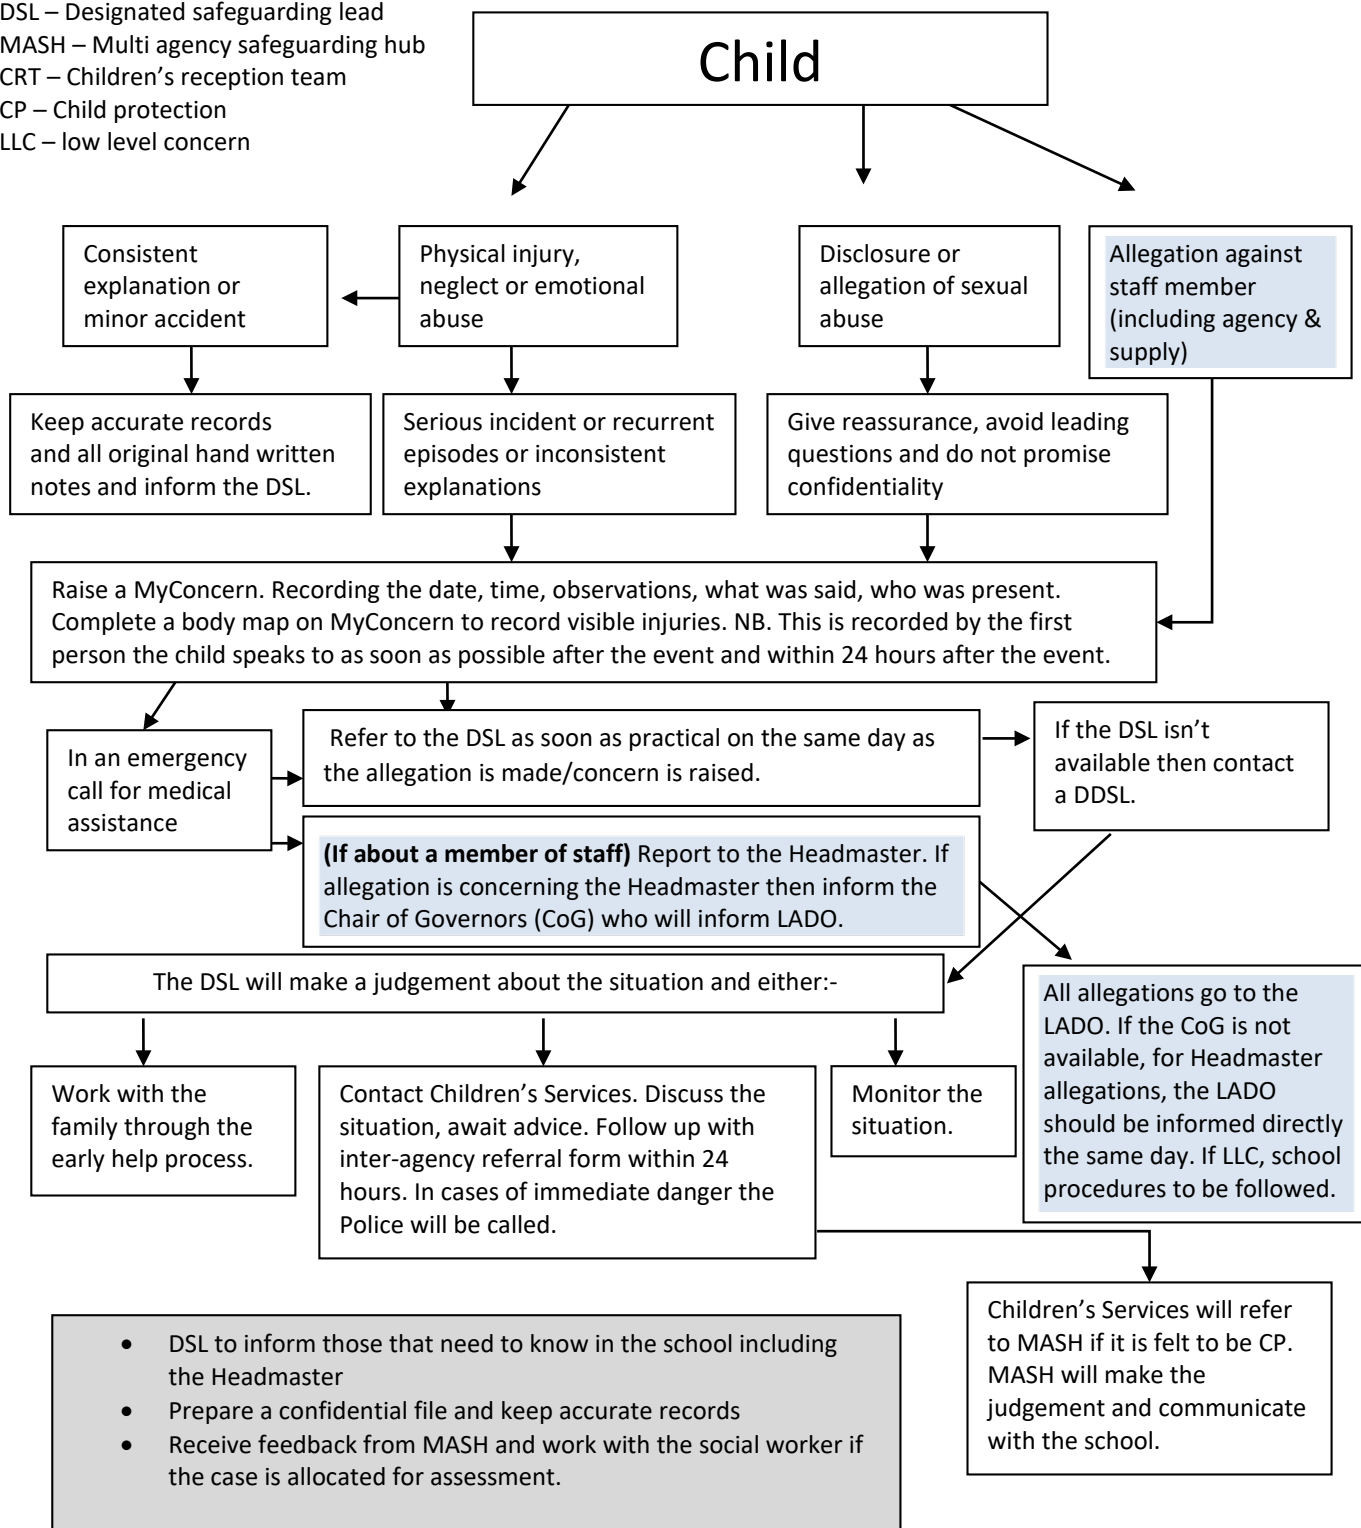 DSL – Designated safeguarding lead
MASH – Multi agency safeguarding hub
CRT – Children's reception team
CP – Child protection
LLC – low level concern
Child
Consistent
explanation or
minor accident
Physical injury,
neglect or emotional
abuse
Disclosure or
allegation of sexual
abuse
Allegation against
staff member
(including agency &
supply)
Keep accurate records
and all original hand written
notes and inform the DSL.
Serious incident or recurrent
episodes or inconsistent
explanations
Give reassurance, avoid leading
questions and do not promise
confidentiality
Raise a MyConcern. Recording the date, time, observations, what was said, who was present.
Complete a body map on MyConcern to record visible injuries. NB. This is recorded by the first
person the child speaks to as soon as possible after the event and within 24 hours after the event.
In an emergency
call for medical
assistance
Refer to the DSL as soon as practical on the same day as
the allegation is made/concern is raised.
If the DSL isn't
available then contact
a DDSL.
(If about a member of staff) Report to the Headmaster. If
allegation is concerning the Headmaster then inform the
Chair of Governors (CoG) who will inform LADO.
The DSL will make a judgement about the situation and either:-
All allegations go to the
LADO. If the CoG is not
available, for Headmaster
allegations, the LADO
should be informed directly
the same day. If LLC, school
procedures to be followed.
Work with the
family through the
early help process.
Contact Children's Services. Discuss the
situation, await advice. Follow up with
inter-agency referral form within 24
hours. In cases of immediate danger the
Police will be called.
Monitor the
situation.
Children's Services will refer
to MASH if it is felt to be CP.
MASH will make the
judgement and communicate
with the school.
• DSL to inform those that need to know in the school including
the Headmaster
• Prepare a confidential file and keep accurate records
• Receive feedback from MASH and work with the social worker if
the case is allocated for assessment.